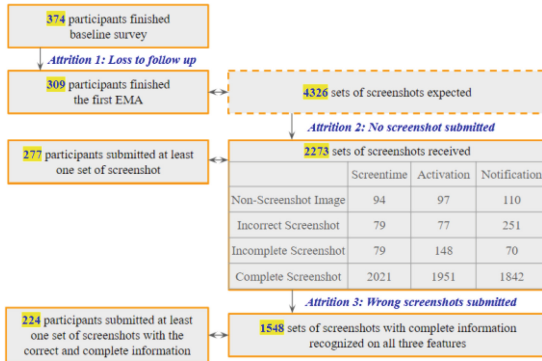 374 participants finished
baseline survey
Attrition 1: Loss to follow up
309 participants finished
the first EMA
4326 sets of screenshots expected
Attrition 2: No screenshot submitted
277 participants submitted at least
one set of screenshot
2273 sets of screenshots received
Screentime Activation Notification
Non-Screenshot Image 94 97 110
Incorrect Screenshot 79 77 251
Incomplete Screenshot 79 148 70
Complete Screenshot 2021 1951 1842
Attrition 3: Wrong screenshots submitted
224 participants submitted at least
one set of screenshots with the
correct and complete information
1548 sets of screenshots with complete information
recognized on all three features